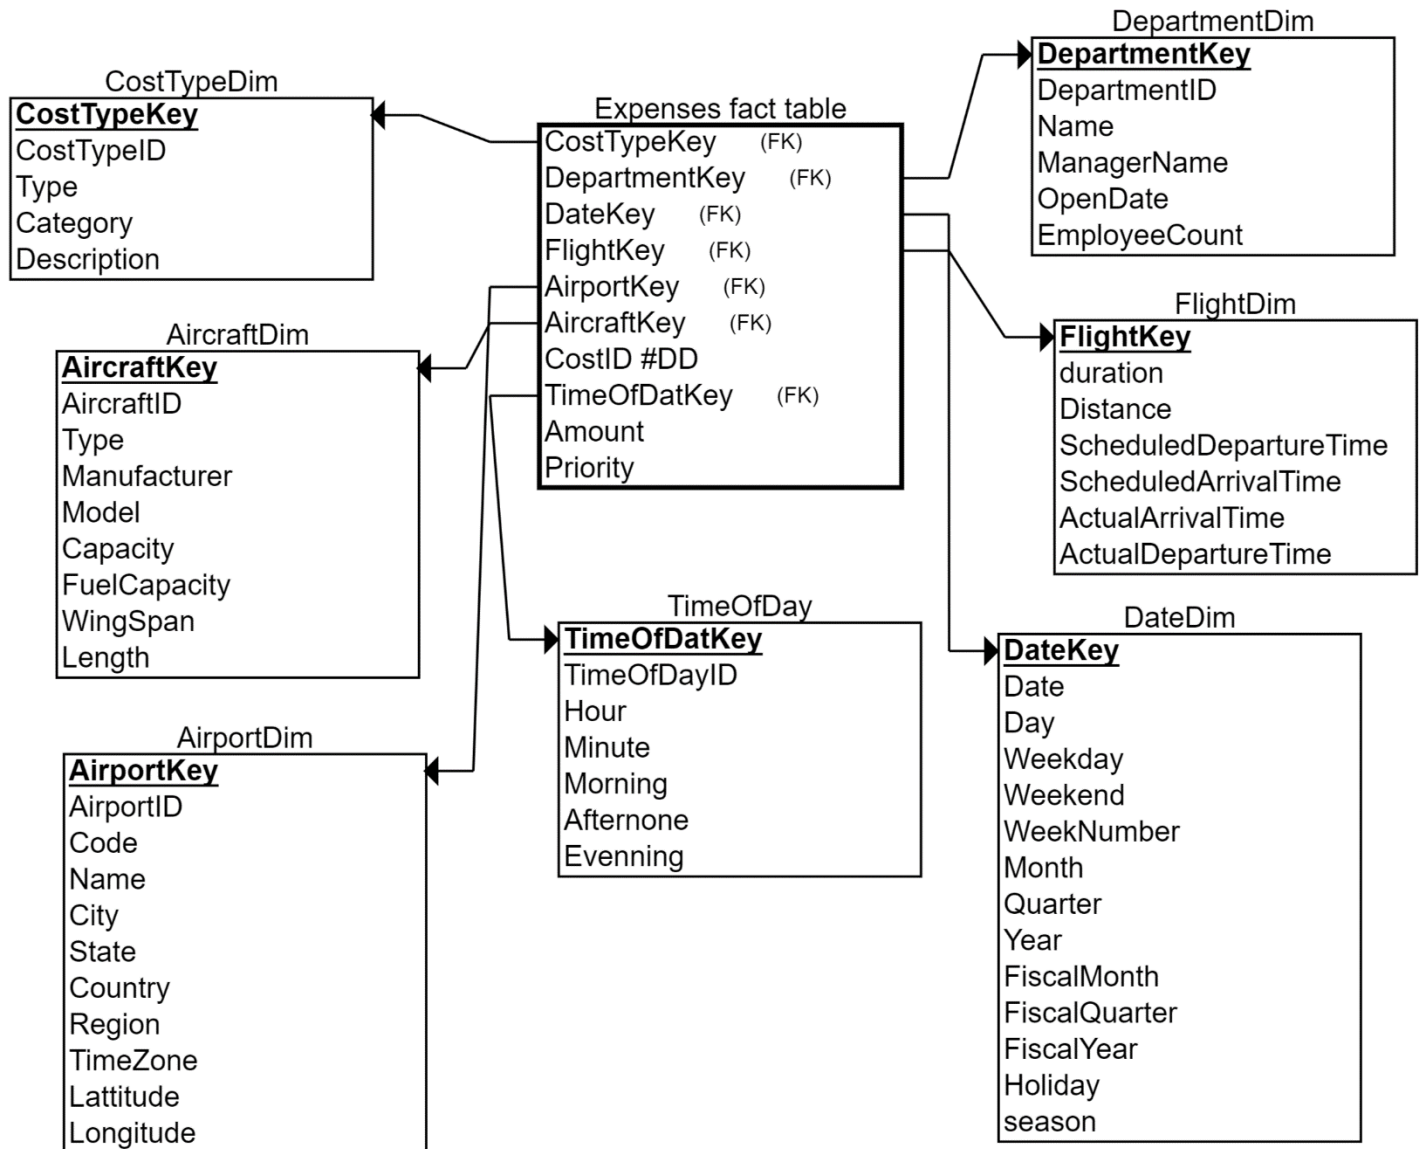 CostTypeDim
CostTypeKey
CostTypeID
Type
Category
Description
Expenses fact table
CostTypeKey (FK)
DepartmentKey (FK)
DateKey (FK)
FlightKey (FK)
AirportKey (FK)
AircraftKey (FK)
CostID #DD
TimeOfDatKey (FK)
Amount
Priority
DepartmentDim
DepartmentKey
DepartmentID
Name
ManagerName
OpenDate
EmployeeCount
AircraftDim
AircraftKey
AircraftID
Type
Manufacturer
Model
Capacity
FuelCapacity
WingSpan
Length
FlightDim
FlightKey
duration
Distance
ScheduledDepartureTime
ScheduledArrivalTime
ActualArrivalTime
ActualDepartureTime
TimeOfDay
TimeOfDatKey
TimeOfDayID
Hour
Minute
Morning
Afternone
Evenning
DateDim
DateKey
Date
Day
Weekday
Weekend
WeekNumber
Month
Quarter
Year
FiscalMonth
FiscalQuarter
FiscalYear
Holiday
season
AirportDim
AirportKey
AirportID
Code
Name
City
State
Country
Region
TimeZone
Lattitude
Longitude